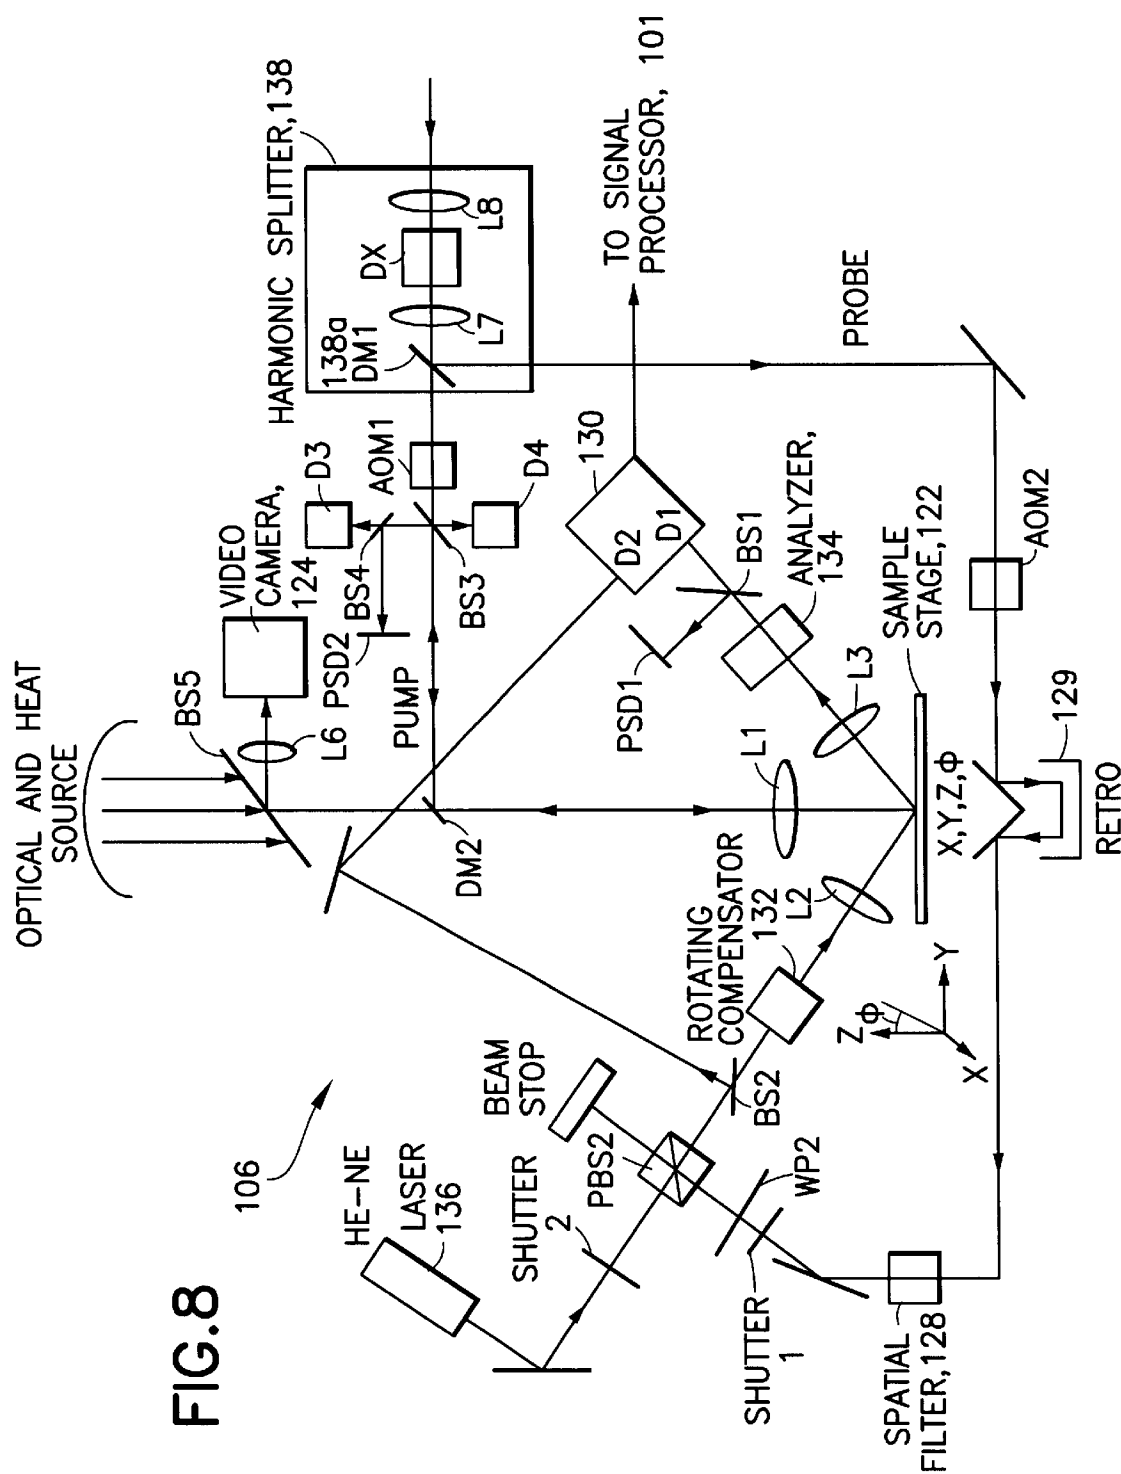 FIG.8
106
OPTICAL AND HEAT
SOURCE
BS5
VIDEO
CAMERA,
124
L6
HARMONIC SPLITTER,138
138a
DM1
L7
DX
L8
D3
AOM1
BS4
PSD2
BS3
D4
PUMP
DM2
TO SIGNAL
PROCESSOR, 101
130
D2
D1
PROBE
BS1
PSD1
ANALYZER,
134
L3
L1
SAMPLE
STAGE,122
X,Y,Z,Φ
AOM2
129
RETRO
HE-NE
LASER
136
BEAM
STOP
SHUTTER
2
PBS2
BS2
ROTATING
COMPENSATOR
132
L2
Z
Φ
Y
X
WP2
SHUTTER
1
SPATIAL
FILTER,128